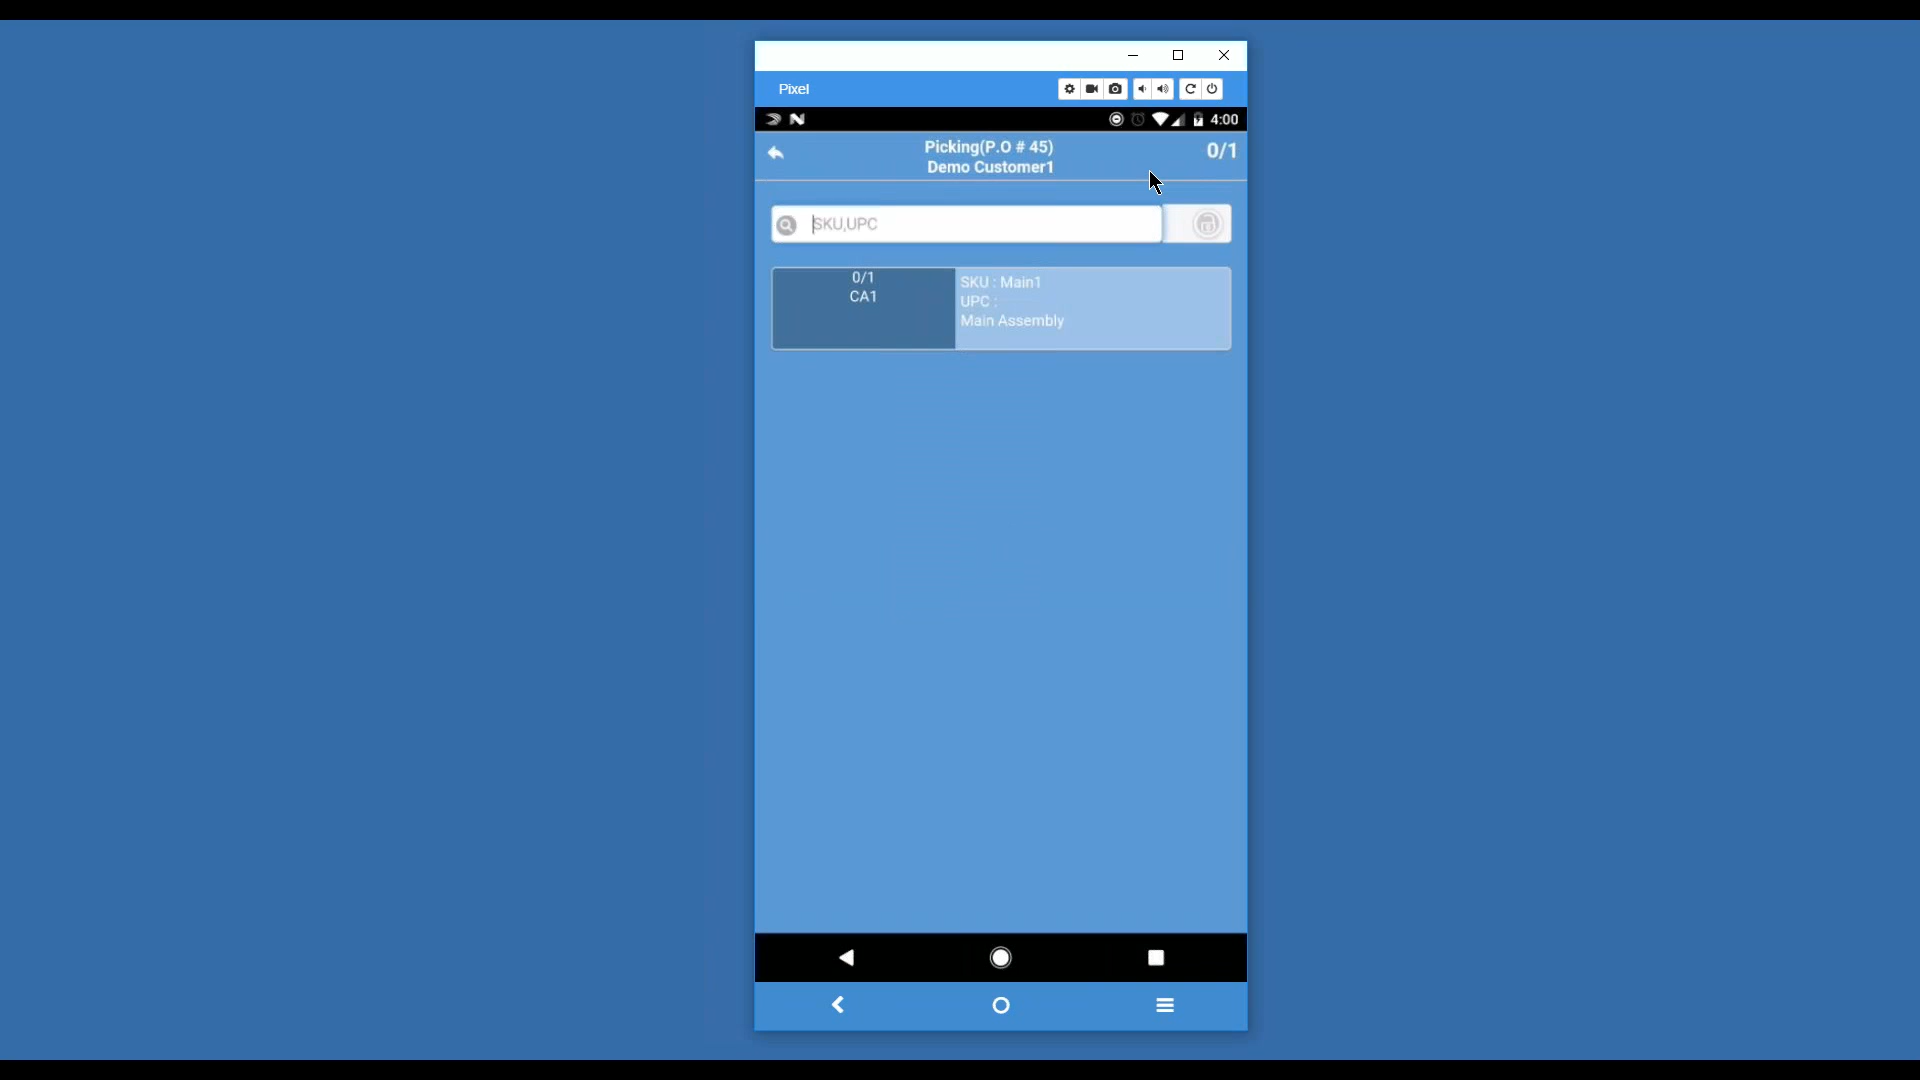 Pixel
4:00
Picking(P.O # 45)
Demo Customer1
0/1
SKU,UPC
0/1
CA1
SKU : Main1
UPC :
Main Assembly